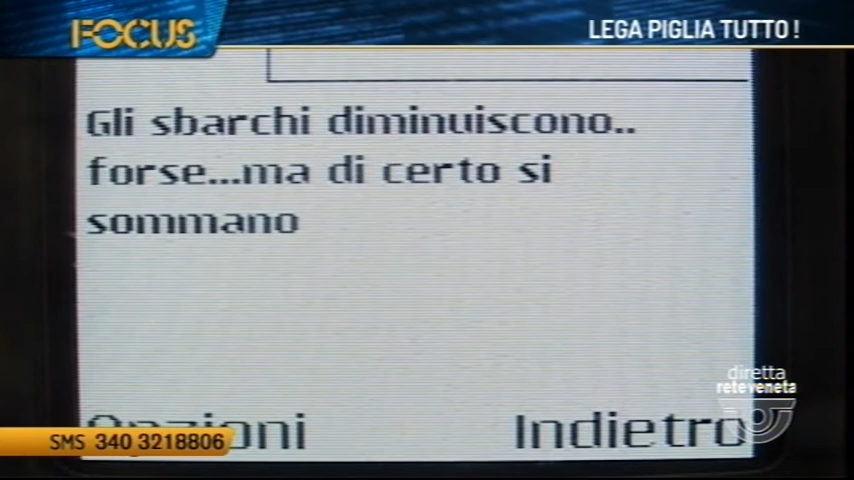 FOCUS
LEGA PIGLIA TUTTO!
Gli sbarchi diminuiscono..
forse...ma di certo si
sommano
diretta
reteveneta
Opzioni
Indietro
SMS 340 3218806